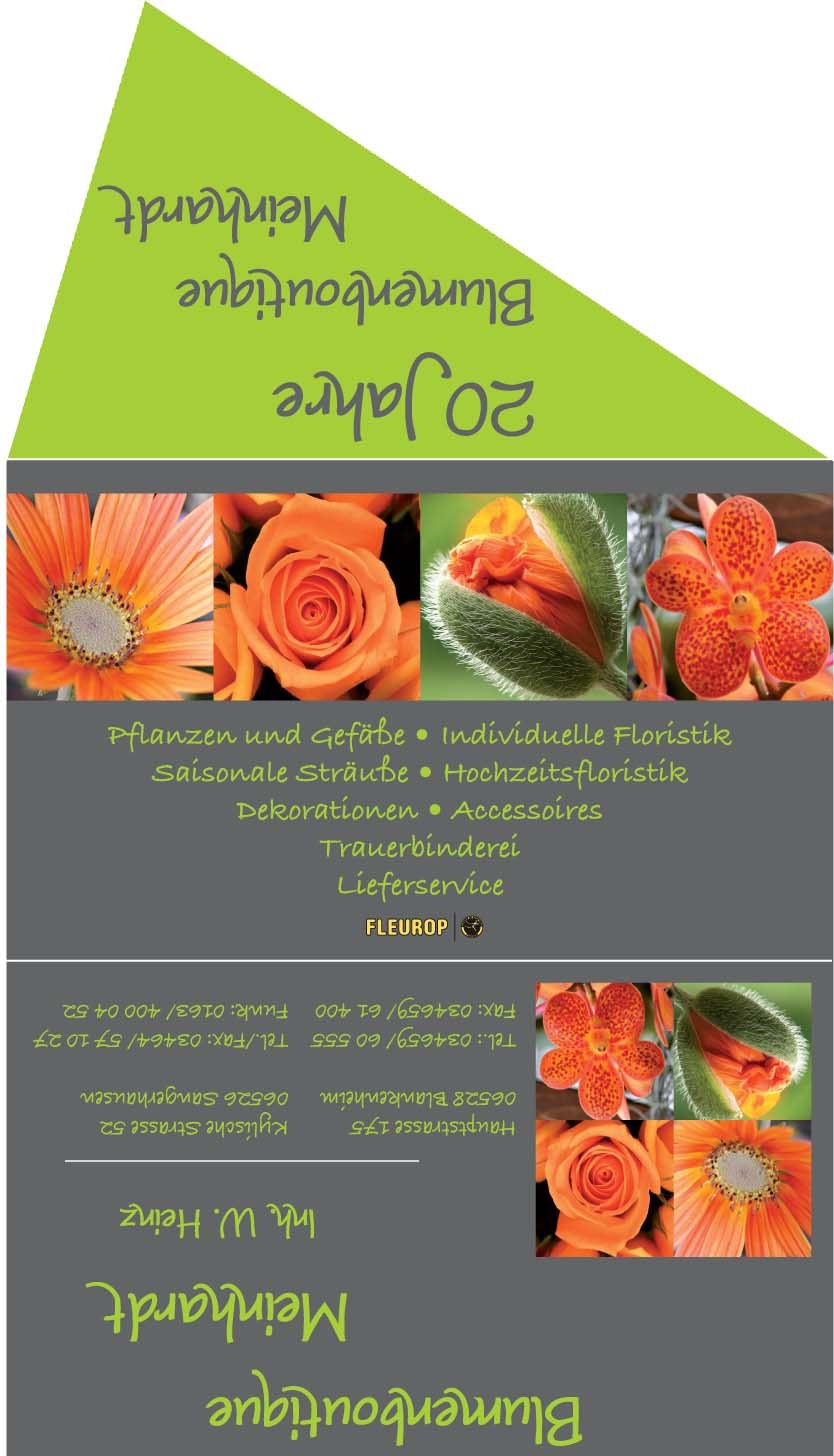 20 Jahre
Blumenboutique
Meinhardt
Pflanzen und Gefäße • Individuelle Floristik
Saisonale Sträuße • Hochzeitsfloristik
Dekorationen • Accessoires
Trauerbinderei
Lieferservice
FLEUROP
Blumenboutique
Meinhardt
Inh. W. Heinz
Hauptstrasse 175
06528 Blankenheim
Tel.: 034659/ 60 555
Fax: 034659/ 61 400
Kylische Strasse 52
06526 Sangerhausen
Tel./Fax: 03464/ 57 10 27
Funk: 0163/ 400 04 52